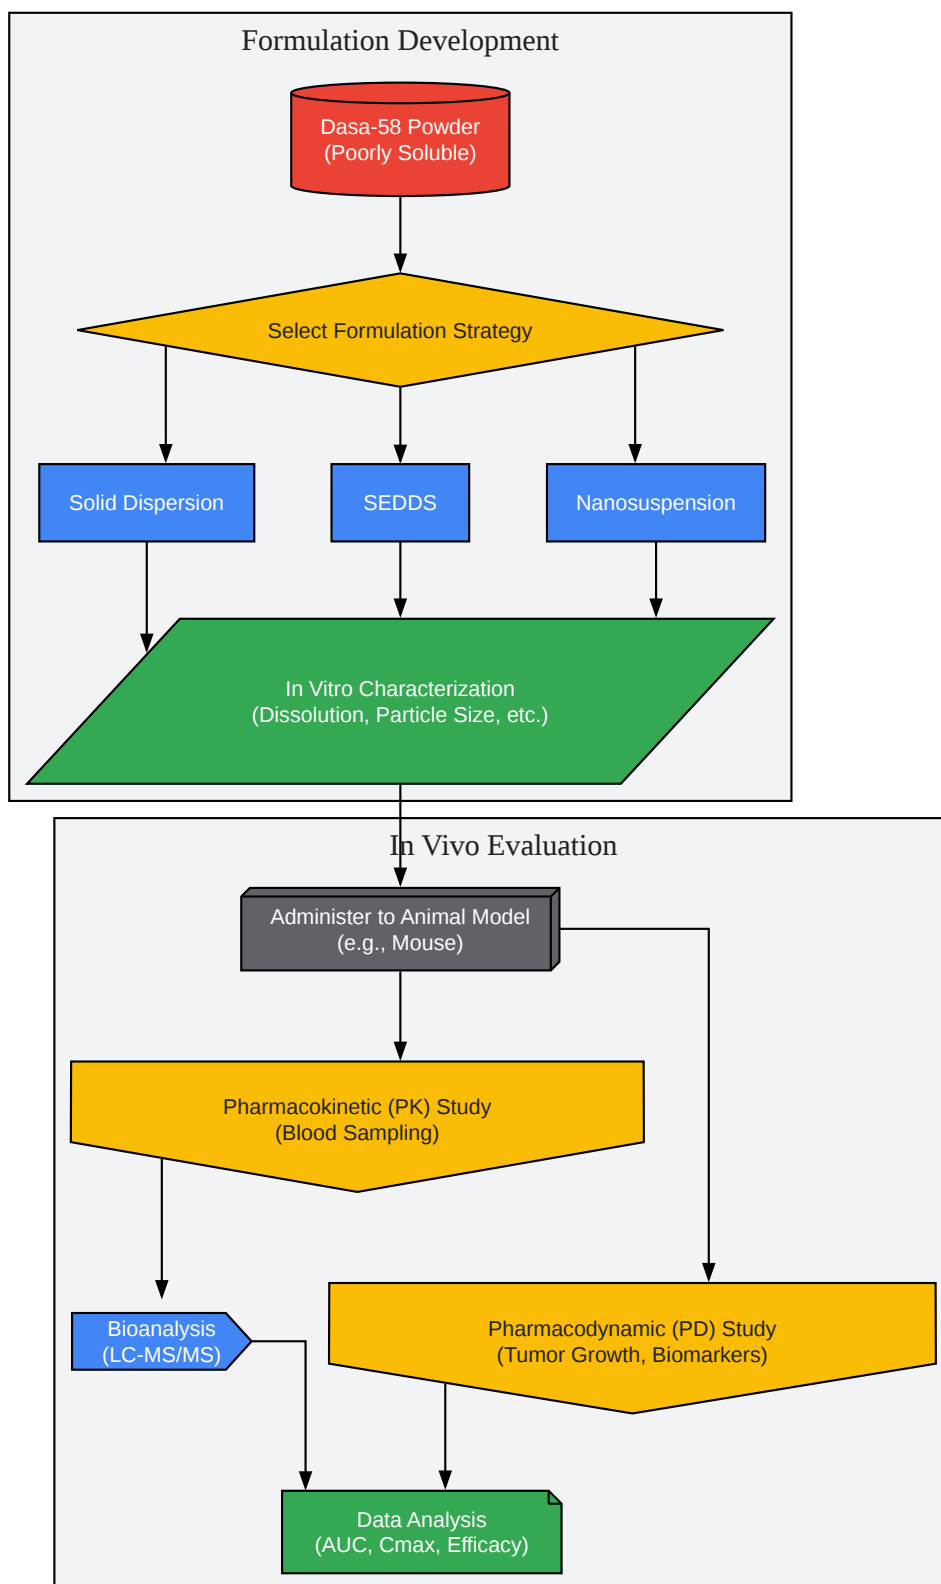 Formulation Development
Dasa-58 Powder
(Poorly Soluble)
Select Formulation Strategy
Solid Dispersion
SEDDS
Nanosuspension
In Vitro Characterization
(Dissolution, Particle Size, etc.)
In Vivo Evaluation
Administer to Animal Model
(e.g., Mouse)
Pharmacokinetic (PK) Study
(Blood Sampling)
Bioanalysis
(LC-MS/MS)
Pharmacodynamic (PD) Study
(Tumor Growth, Biomarkers)
Data Analysis
(AUC, Cmax, Efficacy)